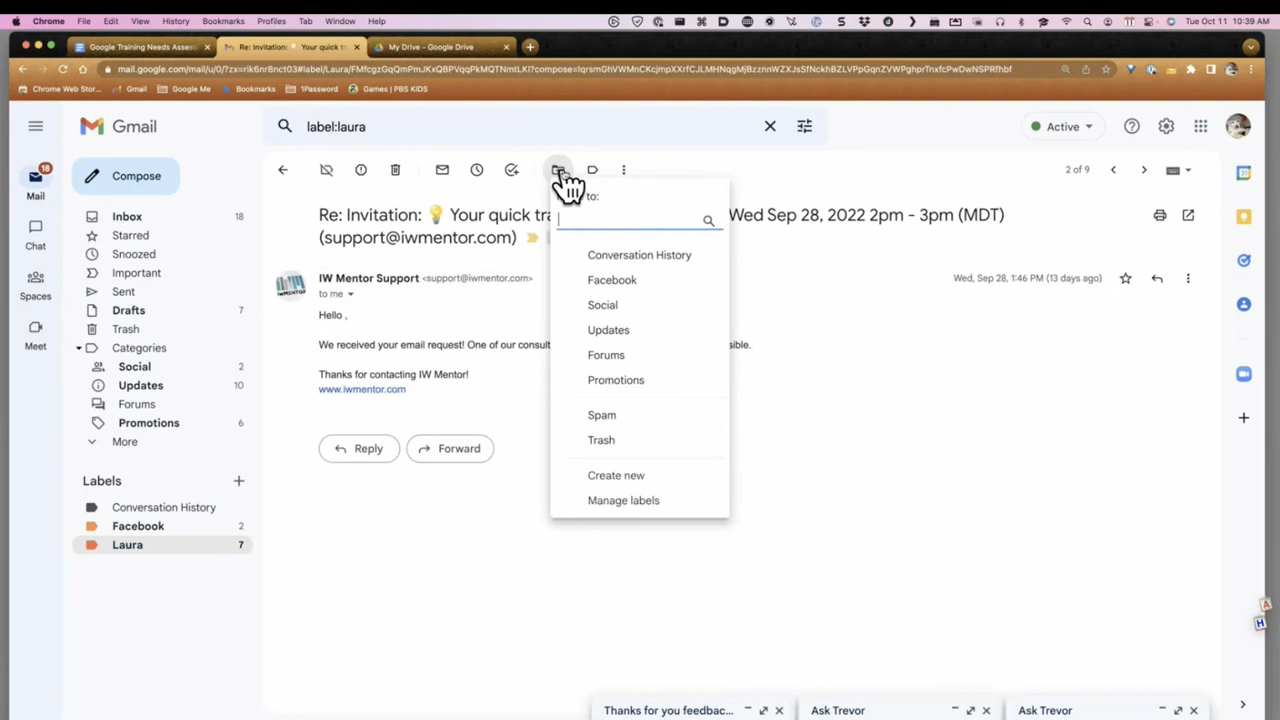 Chrome File Edit View History Bookmarks Profiles Tab Window Help Tue Oct 11 10:39 AM
Google Training Needs Assess Re: Invitation: 💡 Your quick tr My Drive - Google Drive
Chrome Web Stor... Gmail Google Me Bookmarks 1Password Games | PBS KIDS
Gmail label:laura Active
Compose
18
Mail
Chat
Spaces
Meet
Inbox 18
Starred
Snoozed
Important
Sent
Drafts 7
Trash
Categories
Social 2
Updates 10
Forums
Promotions 6
More
Labels
Conversation History
Facebook 2
Laura 7
2 of 9
Re: Invitation: 💡 Your quick tra Wed Sep 28, 2022 2pm - 3pm (MDT)
(support@iwmentor.com)
IW Mentor Support <support@iwmentor.com> Wed, Sep 28, 1:46 PM (13 days ago)
to me
Hello ,
We received your email request! One of our consult sible.
Thanks for contacting IW Mentor!
www.iwmentor.com
Reply Forward
to:
Conversation History
Facebook
Social
Updates
Forums
Promotions
Spam
Trash
Create new
Manage labels
Thanks for you feedbac... Ask Trevor Ask Trevor
A
H